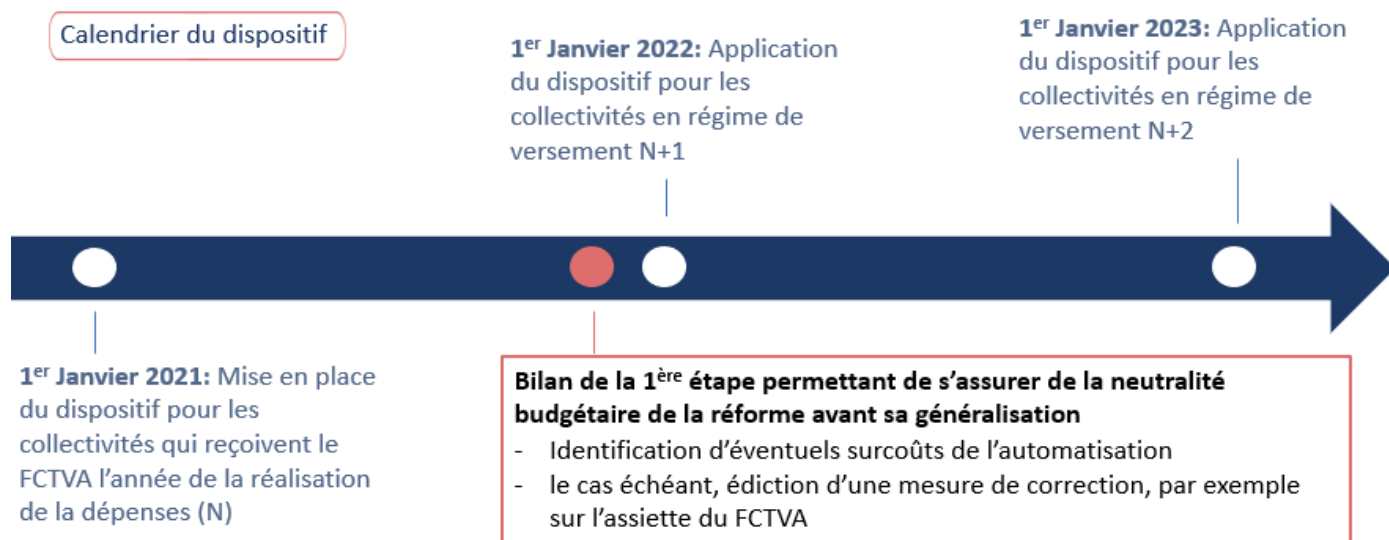 Calendrier du dispositif
1er Janvier 2022: Application
du dispositif pour les
collectivités en régime de
versement N+1
1er Janvier 2023: Application
du dispositif pour les
collectivités en régime de
versement N+2
1er Janvier 2021: Mise en place
du dispositif pour les
collectivités qui reçoivent le
FCTVA l’année de la réalisation
de la dépenses (N)
Bilan de la 1ère étape permettant de s’assurer de la neutralité
budgétaire de la réforme avant sa généralisation
- Identification d’éventuels surcoûts de l’automatisation
- le cas échéant, édiction d’une mesure de correction, par exemple
sur l’assiette du FCTVA